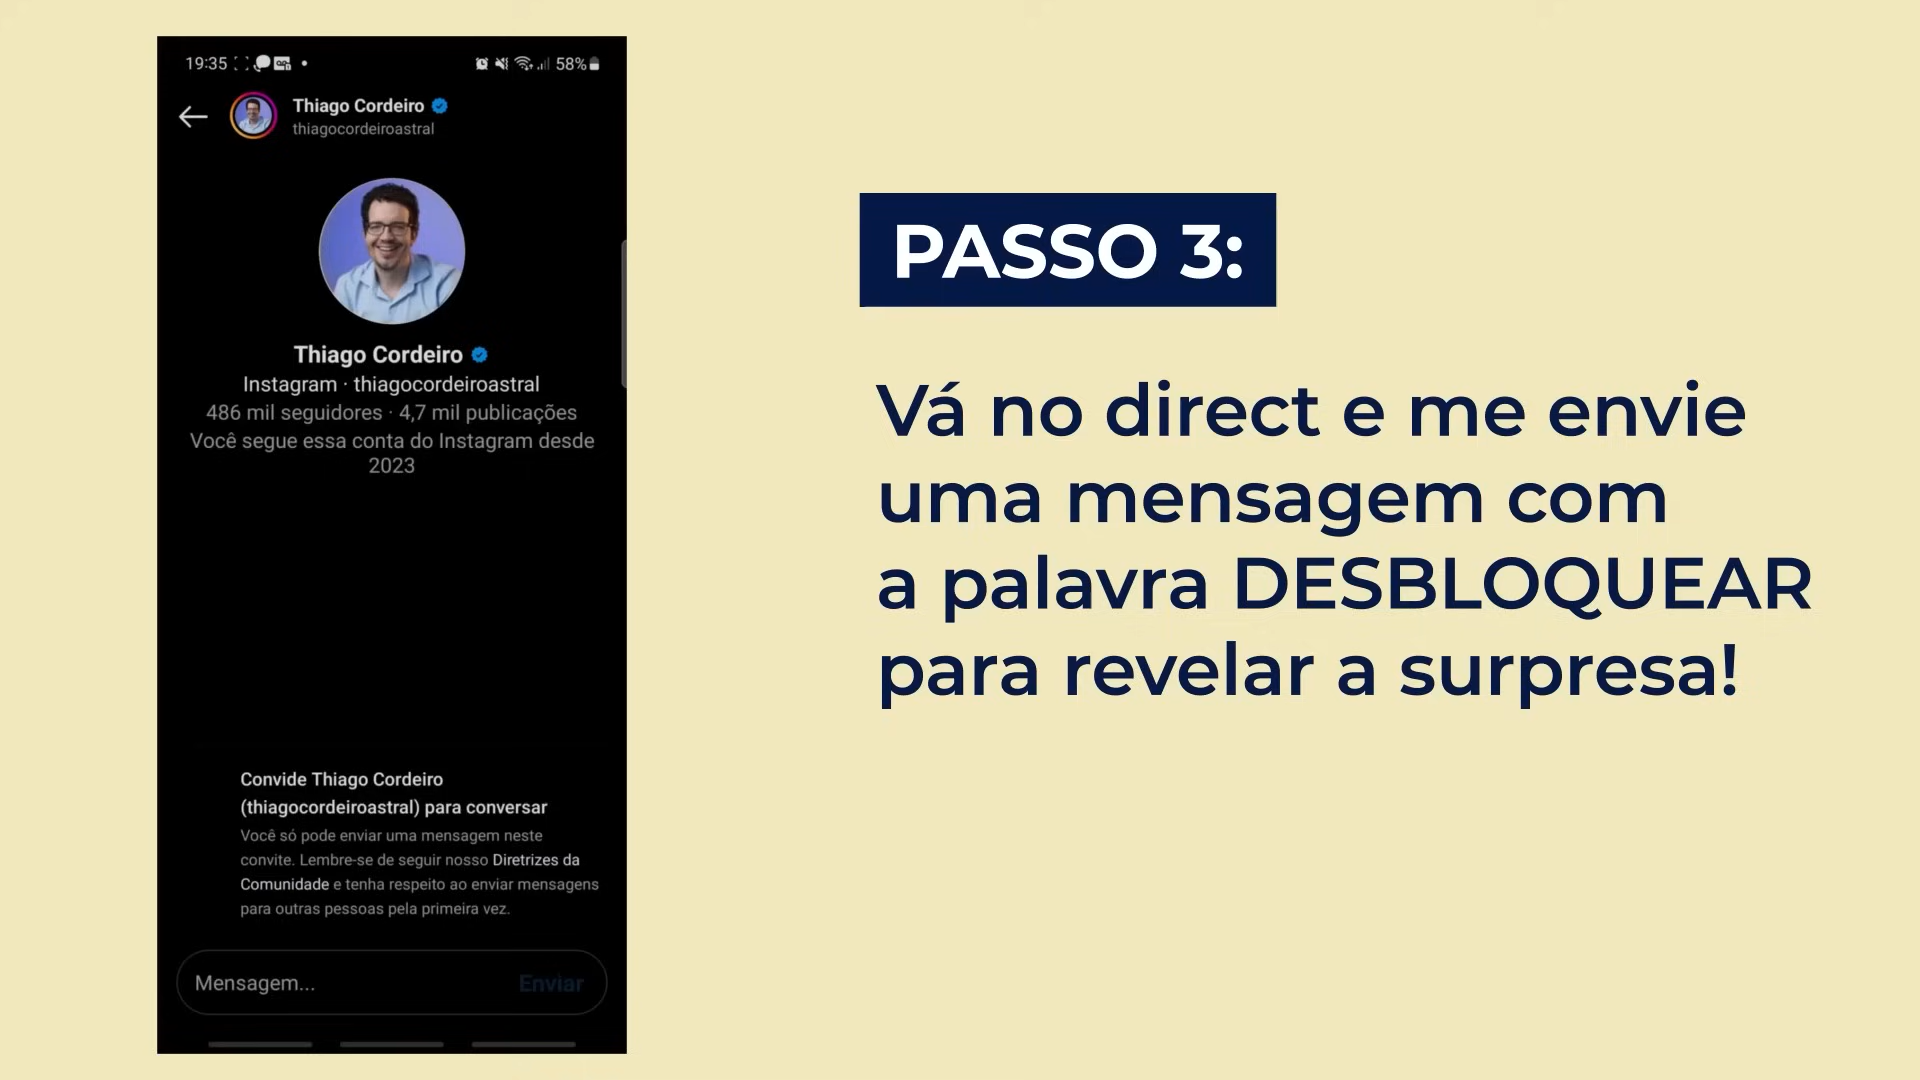 19:35
58%
Thiago Cordeiro
thiagocordeiroastral
Thiago Cordeiro
Instagram · thiagocordeiroastral
486 mil seguidores · 4,7 mil publicações
Você segue essa conta do Instagram desde
2023
Convide Thiago Cordeiro
(thiagocordeiroastral) para conversar
Você só pode enviar uma mensagem neste
convite. Lembre-se de seguir nosso Diretrizes da
Comunidade e tenha respeito ao enviar mensagens
para outras pessoas pela primeira vez.
Mensagem...
Enviar
PASSO 3:
Vá no direct e me envie
uma mensagem com
a palavra DESBLOQUEAR
para revelar a surpresa!